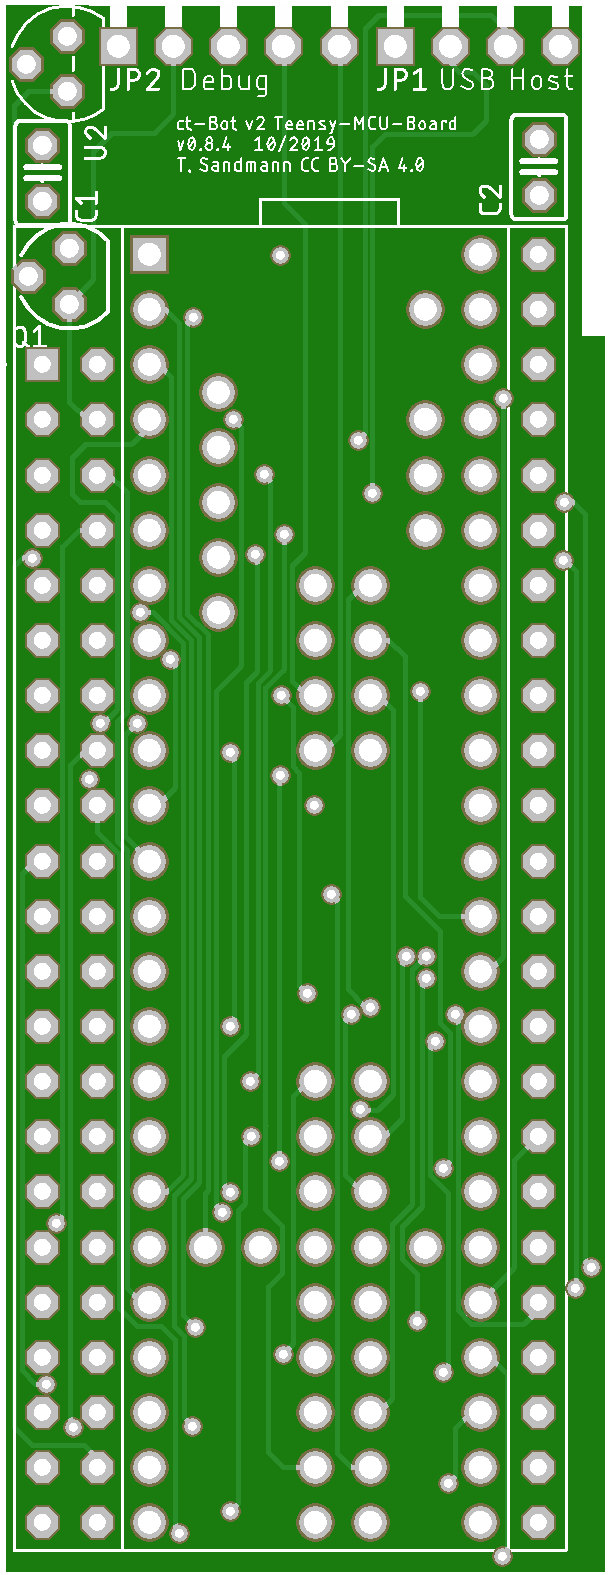 JP2 Debug JP1 USB Host
U2
ct-Bot v2 Teensy-MCU-Board
v0.8.4 10/2019
T. Sandmann CC BY-SA 4.0
C1
C2
Q1